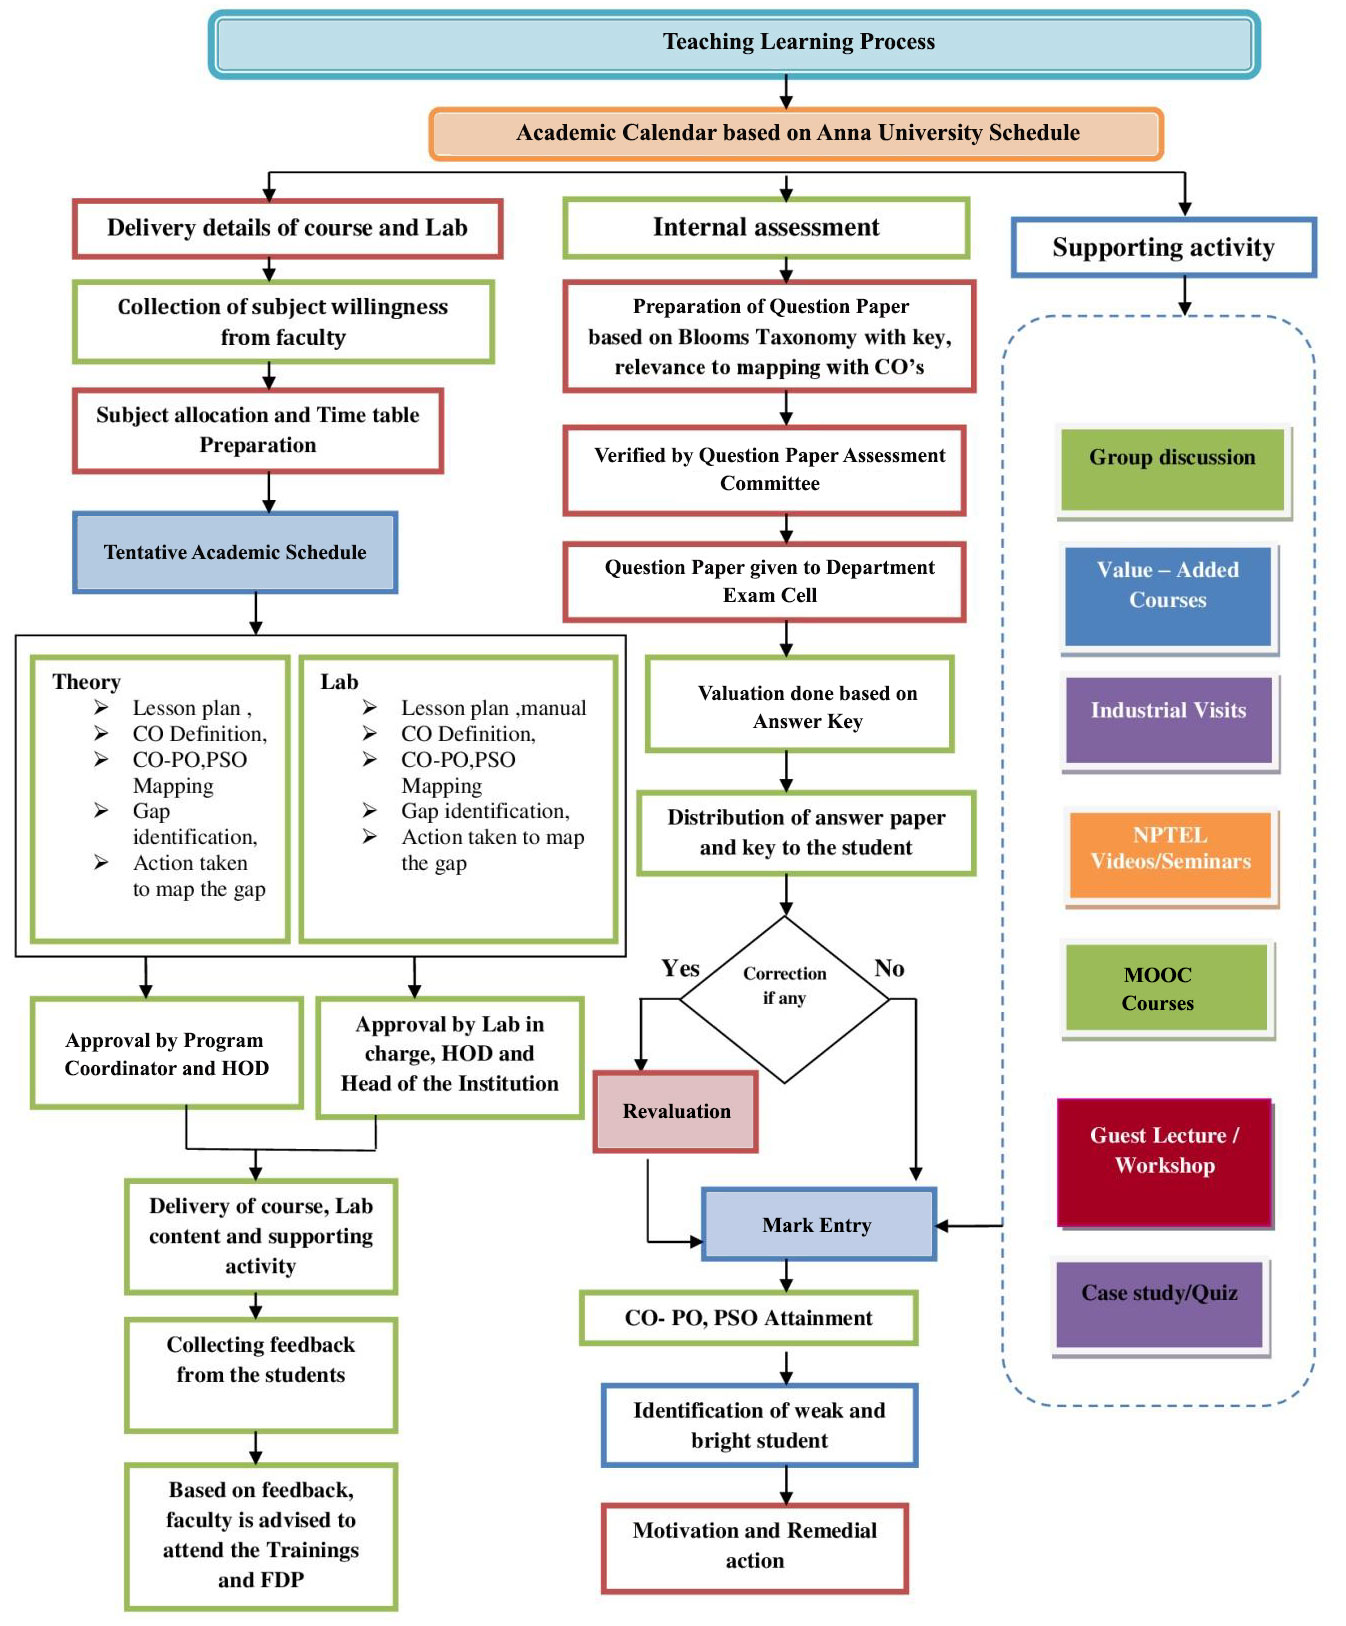 Teaching Learning Process
Academic Calendar based on Anna University Schedule
Delivery details of course and Lab
Collection of subject willingness
from faculty
Subject allocation and Time table
Preparation
Tentative Academic Schedule
Theory
➢ Lesson plan ,
➢ CO Definition,
➢ CO-PO,PSO
Mapping
➢ Gap
identification,
➢ Action taken
to map the gap
Lab
➢ Lesson plan ,manual
➢ CO Definition,
➢ CO-PO,PSO
Mapping
➢ Gap identification,
➢ Action taken to map
the gap
Approval by Program
Coordinator and HOD
Approval by Lab in
charge, HOD and
Head of the Institution
Delivery of course, Lab
content and supporting
activity
Collecting feedback
from the students
Based on feedback,
faculty is advised to
attend the Trainings
and FDP
Internal assessment
Preparation of Question Paper
based on Blooms Taxonomy with key,
relevance to mapping with CO’s
Verified by Question Paper Assessment
Committee
Question Paper given to Department
Exam Cell
Valuation done based on
Answer Key
Distribution of answer paper
and key to the student
Yes
Correction
if any
No
Revaluation
Mark Entry
CO- PO, PSO Attainment
Identification of weak and
bright student
Motivation and Remedial
action
Supporting activity
Group discussion
Value – Added
Courses
Industrial Visits
NPTEL
Videos/Seminars
MOOC
Courses
Guest Lecture /
Workshop
Case study/Quiz